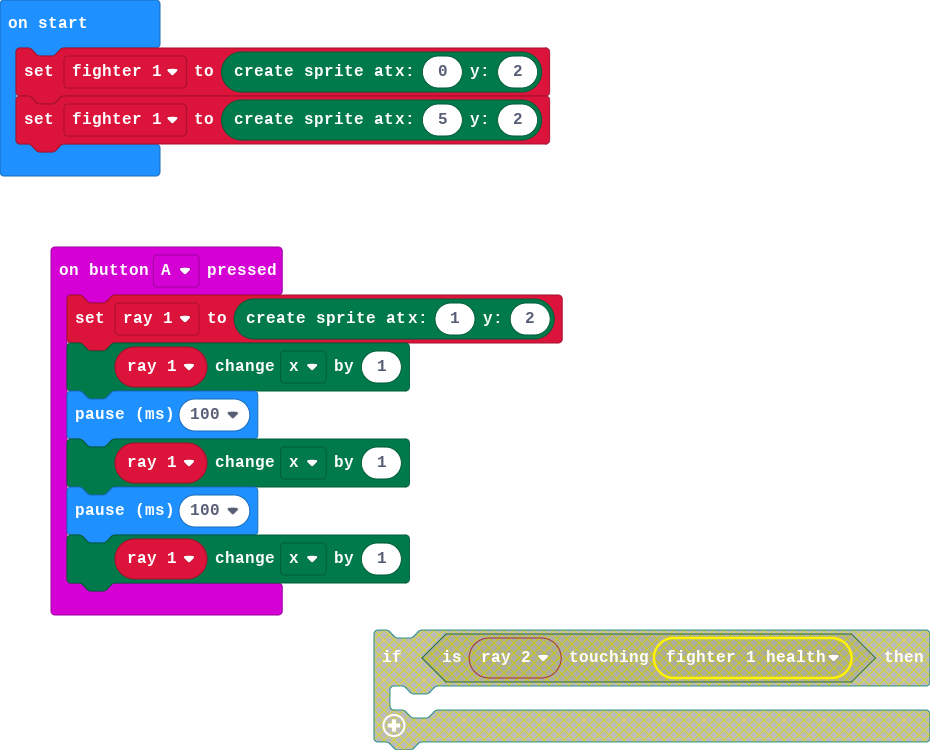 on start
set fighter 1 to create sprite at x: 0 y: 2
set fighter 1 to create sprite at x: 5 y: 2
on button A pressed
set ray 1 to create sprite at x: 1 y: 2
ray 1 change x by 1
pause (ms) 100
ray 1 change x by 1
pause (ms) 100
ray 1 change x by 1
if is ray 2 touching fighter 1 health then